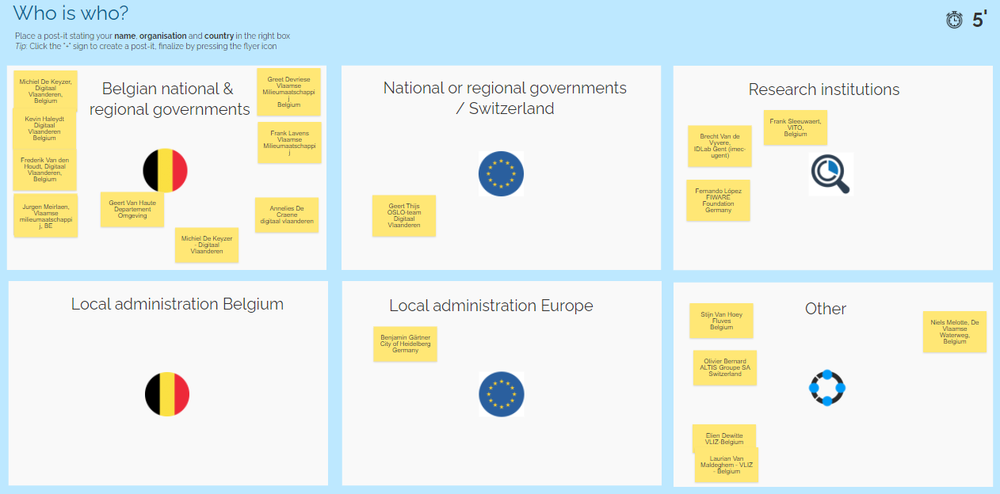 Who is who?
5'
Place a post-it stating your name, organisation and country in the right box
Tip: Click the "+" sign to create a post-it, finalize by pressing the flyer icon
Belgian national &
regional governments
Michiel De Keyzer,
Digitaal
Vlaanderen,
Belgium
Kevin Haleydt
Digitaal
Vlaanderen
Belgium
Frederik Van den
Houdt, Digitaal
Vlaanderen,
Belgium
Jurgen Meirlaen,
Vlaamse
milieumaatschappi
j, BE
Geert Van Haute
Departement
Omgeving
Michiel De Keyzer
- Digitaal
Vlaanderen
Greet Devriese
Vlaamse
Milieumaatschappi
j
Belgium
Frank Lavens
Vlaamse
Milieumaatschappi
j
Annelies De
Craene
digitaal vlaanderen
National or regional governments
/ Switzerland
Geert Thijs
OSLO-team
Digitaal
Vlaanderen
Research institutions
Frank Sleeuwaert,
VITO,
Belgium
Brecht Van de
Vyvere,
IDLab Gent (imec-
ugent)
Fernando López
FIWARE
Foundation
Germany
Local administration Belgium
Local administration Europe
Benjamin Gärtner
City of Heidelberg
Germany
Other
Stijn Van Hoey
Fluves
Belgium
Olivier Bernard
ALTIS Groupe SA
Switzerland
Elien Dewitte
VLIZ-Belgium
Laurian Van
Maldeghem - VLIZ
- Belgium
Niels Melotte, De
Vlaamse
Waterweg,
Belgium